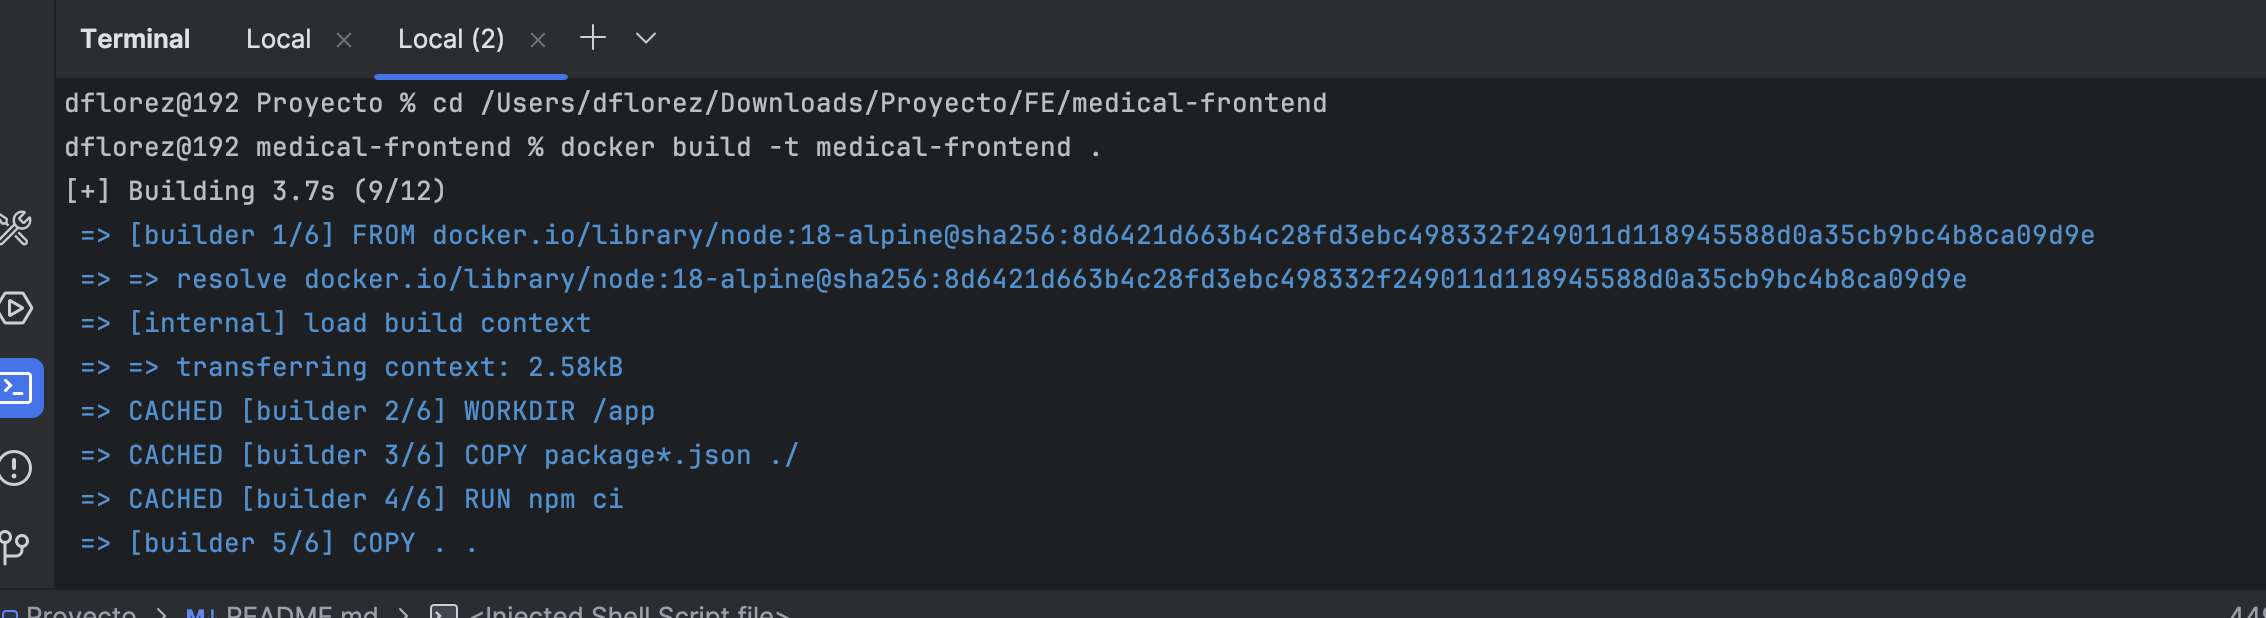 Terminal Local Local (2)
dflorez@192 Proyecto % cd /Users/dflorez/Downloads/Proyecto/FE/medical-frontend
dflorez@192 medical-frontend % docker build -t medical-frontend .
[+] Building 3.7s (9/12)
=> [builder 1/6] FROM docker.io/library/node:18-alpine@sha256:8d6421d663b4c28fd3ebc498332f249011d118945588d0a35cb9bc4b8ca09d9e
=> => resolve docker.io/library/node:18-alpine@sha256:8d6421d663b4c28fd3ebc498332f249011d118945588d0a35cb9bc4b8ca09d9e
=> [internal] load build context
=> => transferring context: 2.58kB
=> CACHED [builder 2/6] WORKDIR /app
=> CACHED [builder 3/6] COPY package*.json ./
=> CACHED [builder 4/6] RUN npm ci
=> [builder 5/6] COPY . .
Proyecto > M↓ README.md > <Injected Shell Script file>